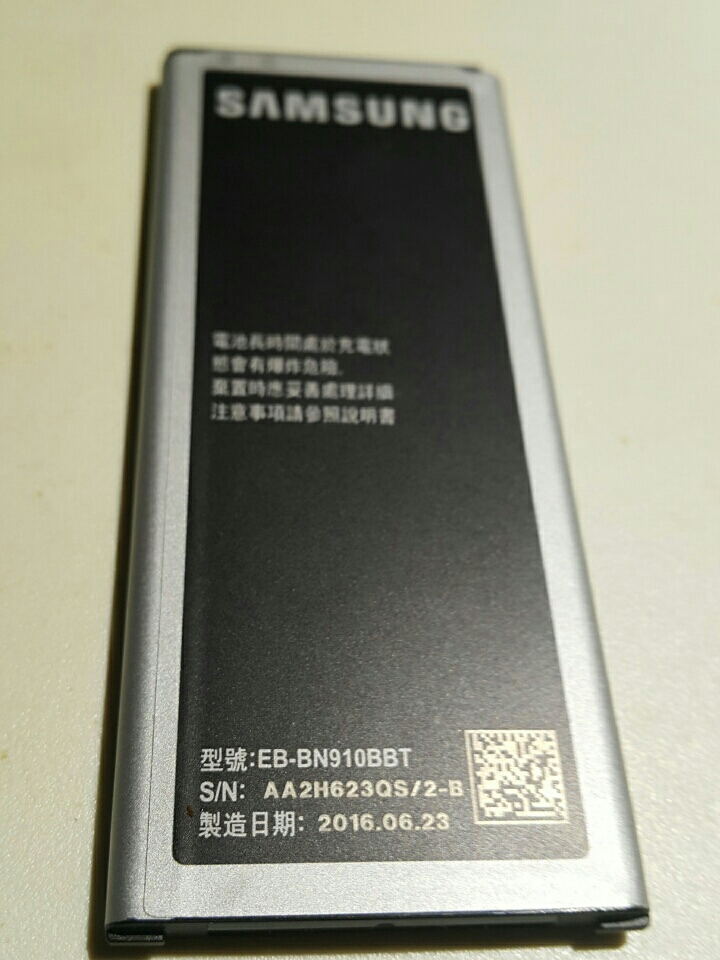 SAMSUNG
電池長時間處於充電狀
態會有爆炸危險.
棄置時應妥善處理詳細
注意事項請參照說明書
型號:EB-BN910BBT
S/N: AA2H623QS/2-B
製造日期: 2016.06.23